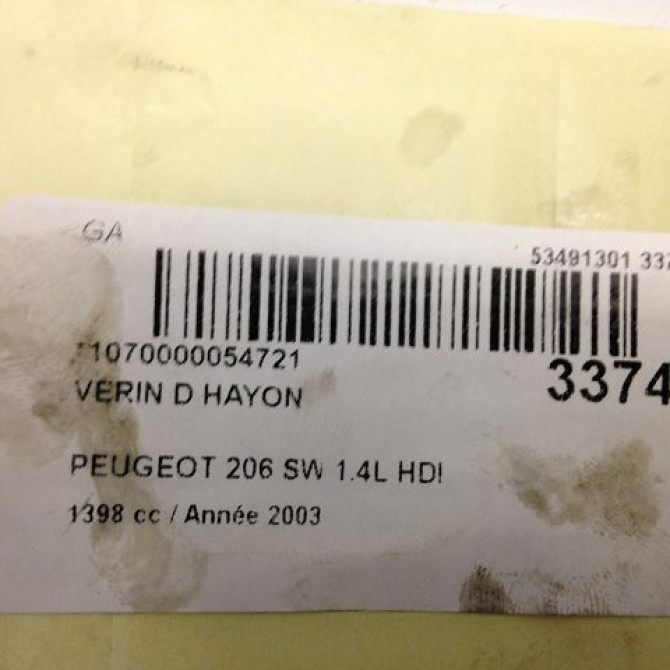 GA
53491301 337
1070000054721
3374
VERIN D HAYON
PEUGEOT 206 SW 1.4L HDI
1398 cc / Année 2003